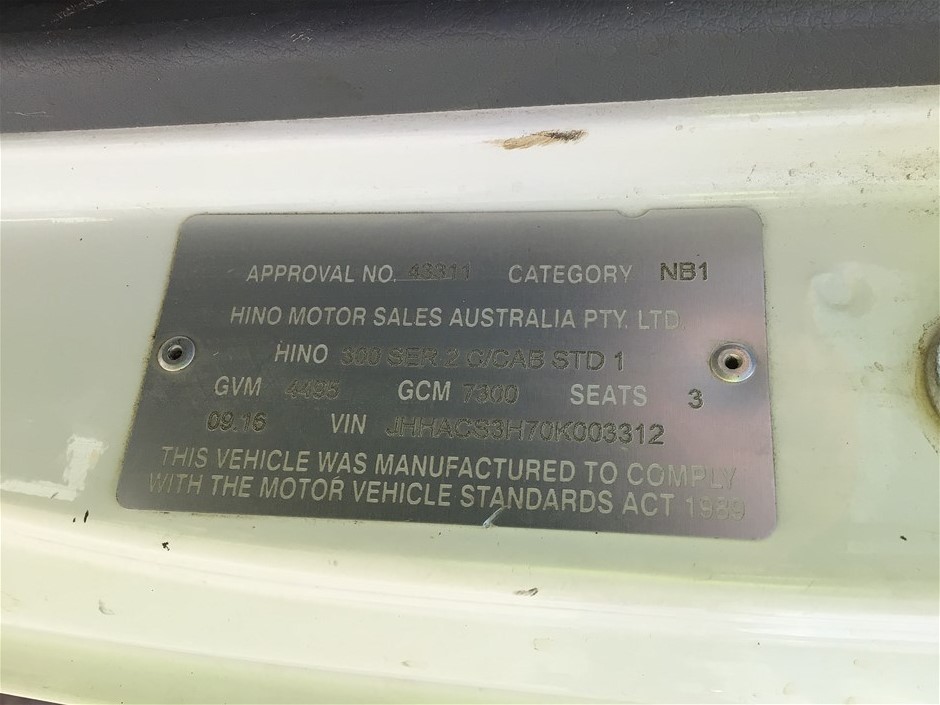 APPROVAL NO. 43311 CATEGORY NB1
HINO MOTOR SALES AUSTRALIA PTY. LTD.
HINO 300 SER 2 C/CAB STD 1
GVM 4495 GCM 7300 SEATS 3
09.16 VIN JHHACS3H70K003312
THIS VEHICLE WAS MANUFACTURED TO COMPLY
WITH THE MOTOR VEHICLE STANDARDS ACT 1989